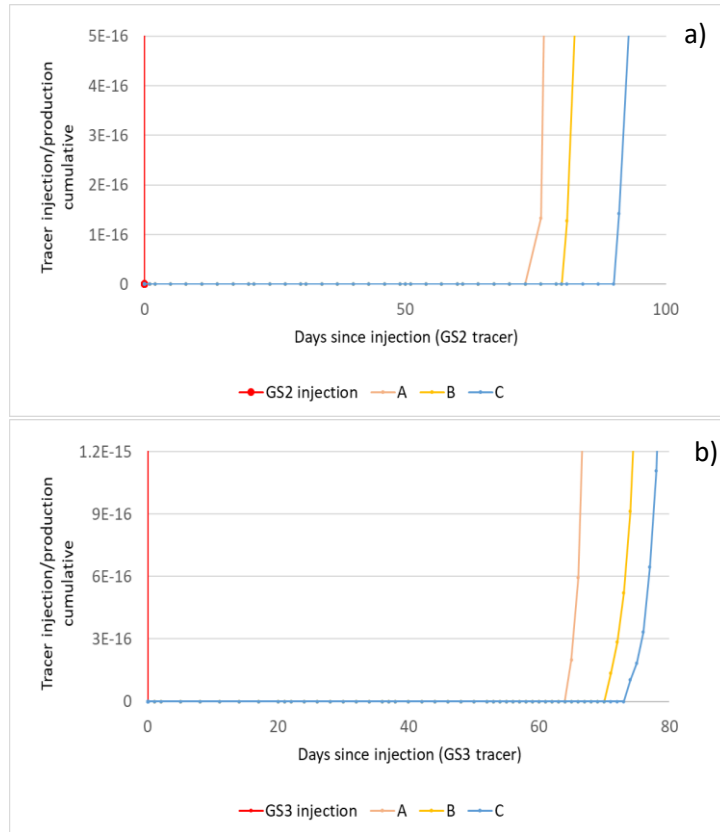 a)
5E-16
4E-16
3E-16
2E-16
1E-16
0
Tracer injection/production
cumulative
0 50 100
Days since injection (GS2 tracer)
GS2 injection A B C
b)
1.2E-15
9E-16
6E-16
3E-16
0
Tracer injection/production
cumulative
0 20 40 60 80
Days since injection (GS3 tracer)
GS3 injection A B C